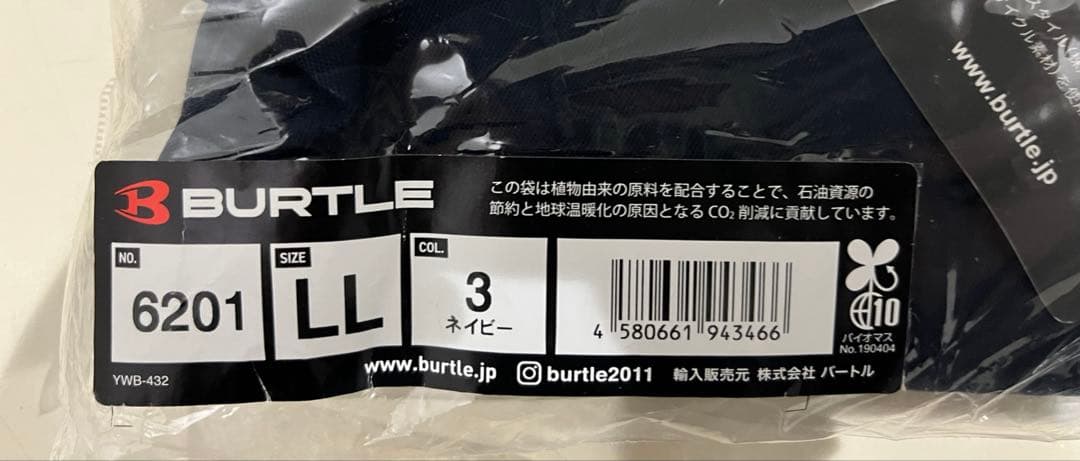 www.burtle.jp
BURTLE
この袋は植物由来の原料を配合することで、石油資源の
節約と地球温暖化の原因となる CO₂ 削減に貢献しています。
NO.
6201
SIZE
LL
COL.
3
ネイビー
4 580661 943466
10
バイオマス
No.190404
YWB-432
www.burtle.jp
burtle2011
輸入販売元 株式会社 バートル